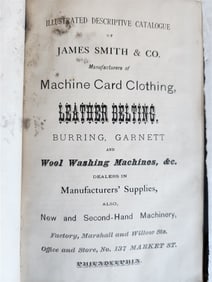 ILLUSTRATED DESCRIPTIVE CATALOGUE
OF
JAMES SMITH & CO.
Manufacturers of
Machine Card Clothing,
LEATHER BELTING,
BURRING, GARNETT
AND
Wool Washing Machines, &c.
DEALERS IN
Manufacturers' Supplies,
ALSO,
New and Second-Hand Machinery,
Factory, Marshall and Willow Sts.
Office and Store, No. 137 MARKET ST.
PHILADELPHIA.